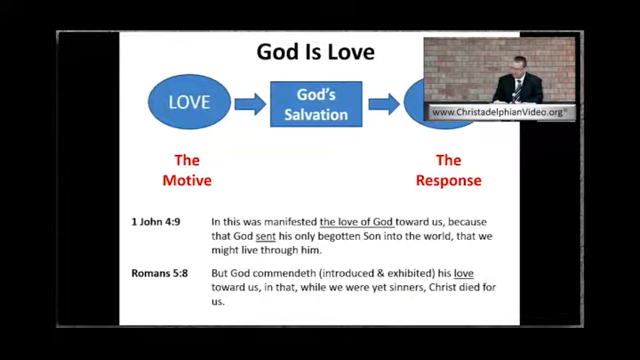 God Is Love
LOVE
God's
Salvation
www.ChristadelphianVideo.org
The
Motive
The
Response
1 John 4:9
In this was manifested the love of God toward us, because
that God sent his only begotten Son into the world, that we
might live through him.
Romans 5:8
But God commendeth (introduced & exhibited) his love
toward us, in that, while we were yet sinners, Christ died for
us.